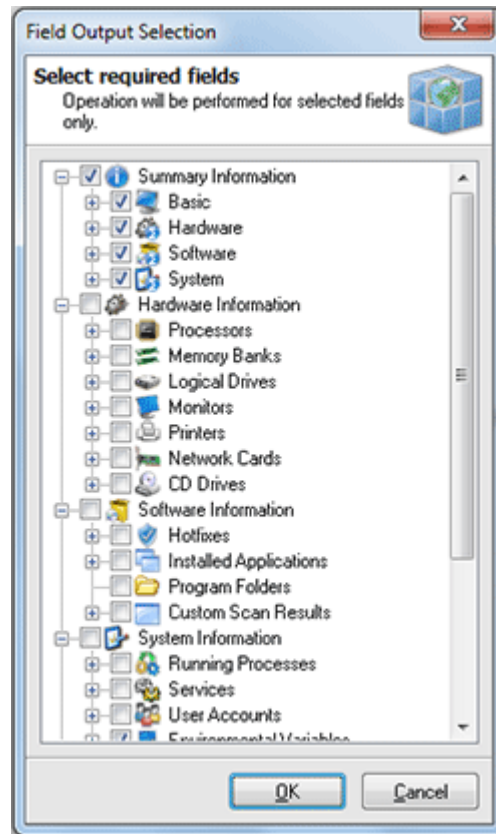 Field Output Selection
Select required fields
Operation will be performed for selected fields
only.
Summary Information
Basic
Hardware
Software
System
Hardware Information
Processors
Memory Banks
Logical Drives
Monitors
Printers
Network Cards
CD Drives
Software Information
Hotfixes
Installed Applications
Program Folders
Custom Scan Results
System Information
Running Processes
Services
User Accounts
Environmental Variables
OK
Cancel